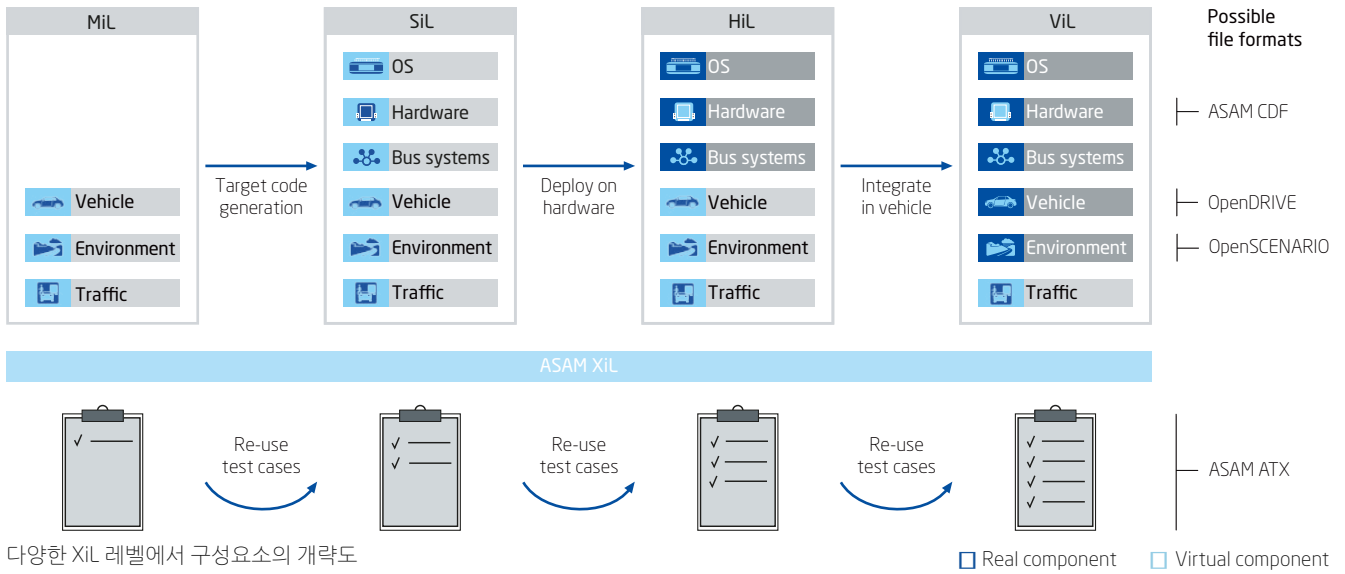 MiL
SiL
HiL
ViL
Possible
file formats
OS
OS
OS
Hardware
Hardware
Hardware
ASAM CDF
Bus systems
Bus systems
Bus systems
Target code
generation
Deploy on
hardware
Integrate
in vehicle
Vehicle
Vehicle
Vehicle
Vehicle
OpenDRIVE
Environment
Environment
Environment
Environment
OpenSCENARIO
Traffic
Traffic
Traffic
Traffic
ASAM XiL
Re-use
test cases
Re-use
test cases
Re-use
test cases
ASAM ATX
다양한 XiL 레벨에서 구성요소의 개략도
Real component
Virtual component